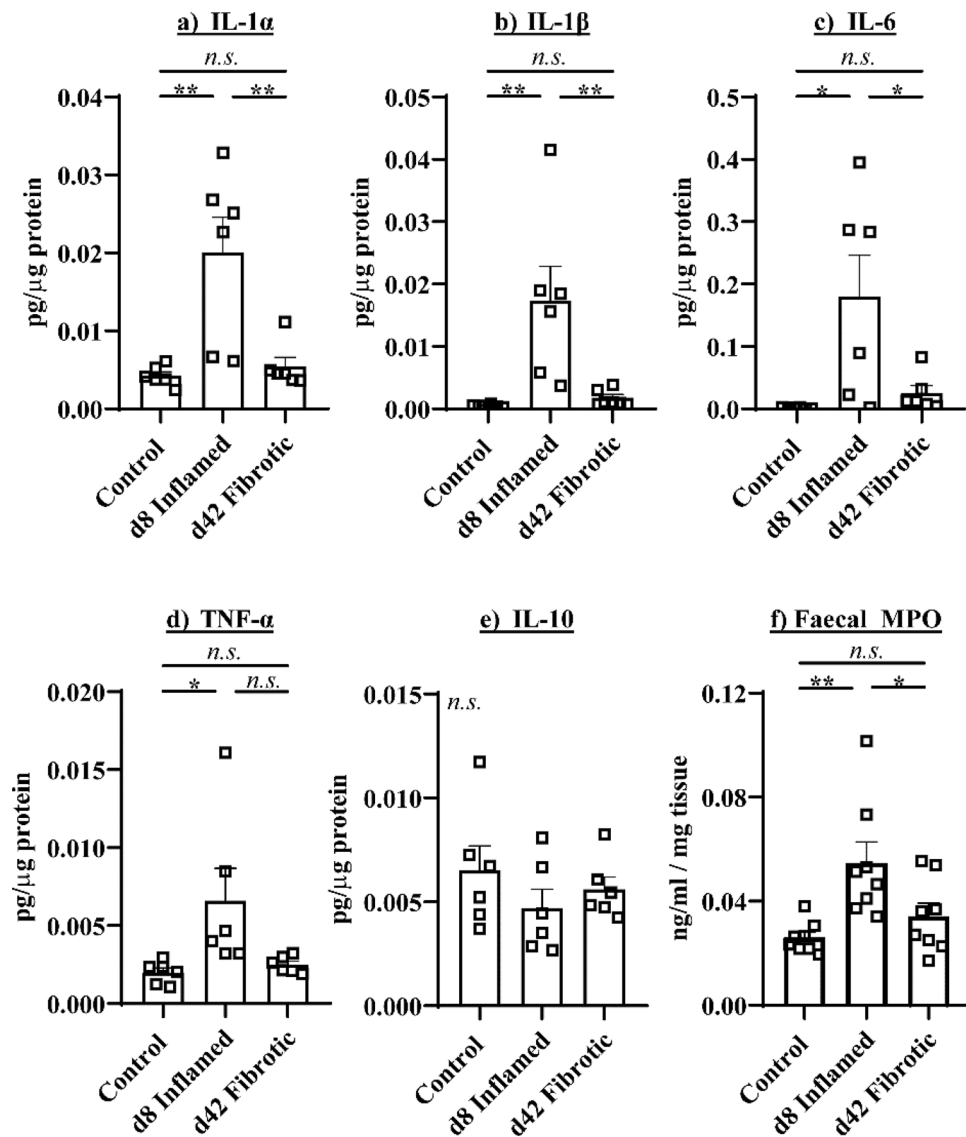 a) IL-1α
n.s.
** **
pg/µg protein
0.04
0.03
0.02
0.01
0.00
Control
d8 Inflamed
d42 Fibrotic
b) IL-1β
n.s.
** **
pg/µg protein
0.05
0.04
0.03
0.02
0.01
0.00
Control
d8 Inflamed
d42 Fibrotic
c) IL-6
n.s.
* *
pg/µg protein
0.5
0.4
0.3
0.2
0.1
0.0
Control
d8 Inflamed
d42 Fibrotic
d) TNF-α
n.s.
* n.s.
pg/µg protein
0.020
0.015
0.010
0.005
0.000
Control
d8 Inflamed
d42 Fibrotic
e) IL-10
n.s.
pg/µg protein
0.015
0.010
0.005
0.000
Control
d8 Inflamed
d42 Fibrotic
f) Faecal MPO
n.s.
** *
ng/ml / mg tissue
0.12
0.08
0.04
0.00
Control
d8 Inflamed
d42 Fibrotic